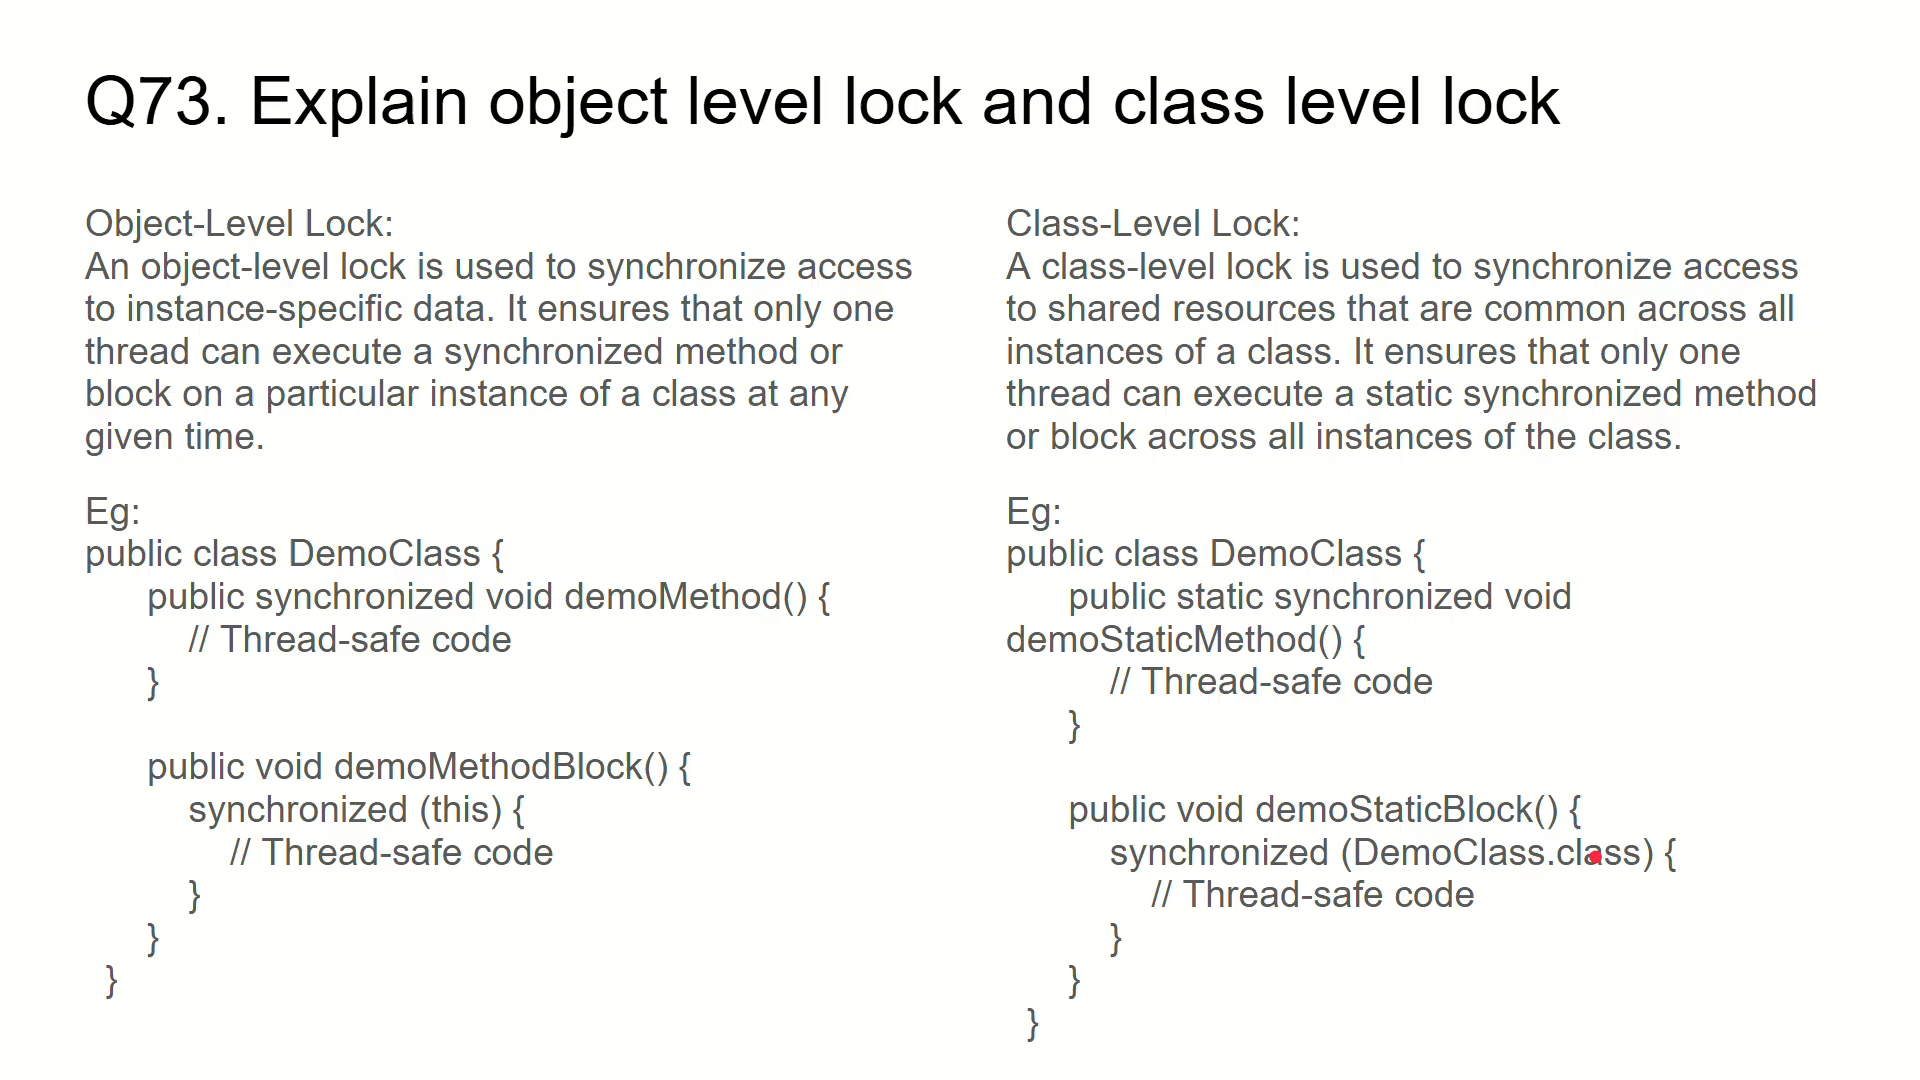 Q73. Explain object level lock and class level lock
Object-Level Lock:
An object-level lock is used to synchronize access
to instance-specific data. It ensures that only one
thread can execute a synchronized method or
block on a particular instance of a class at any
given time.
Eg:
public class DemoClass {
public synchronized void demoMethod() {
// Thread-safe code
}
public void demoMethodBlock() {
synchronized (this) {
// Thread-safe code
}
}
}
Class-Level Lock:
A class-level lock is used to synchronize access
to shared resources that are common across all
instances of a class. It ensures that only one
thread can execute a static synchronized method
or block across all instances of the class.
Eg:
public class DemoClass {
public static synchronized void
demoStaticMethod() {
// Thread-safe code
}
public void demoStaticBlock() {
synchronized (DemoClass.class) {
// Thread-safe code
}
}
}